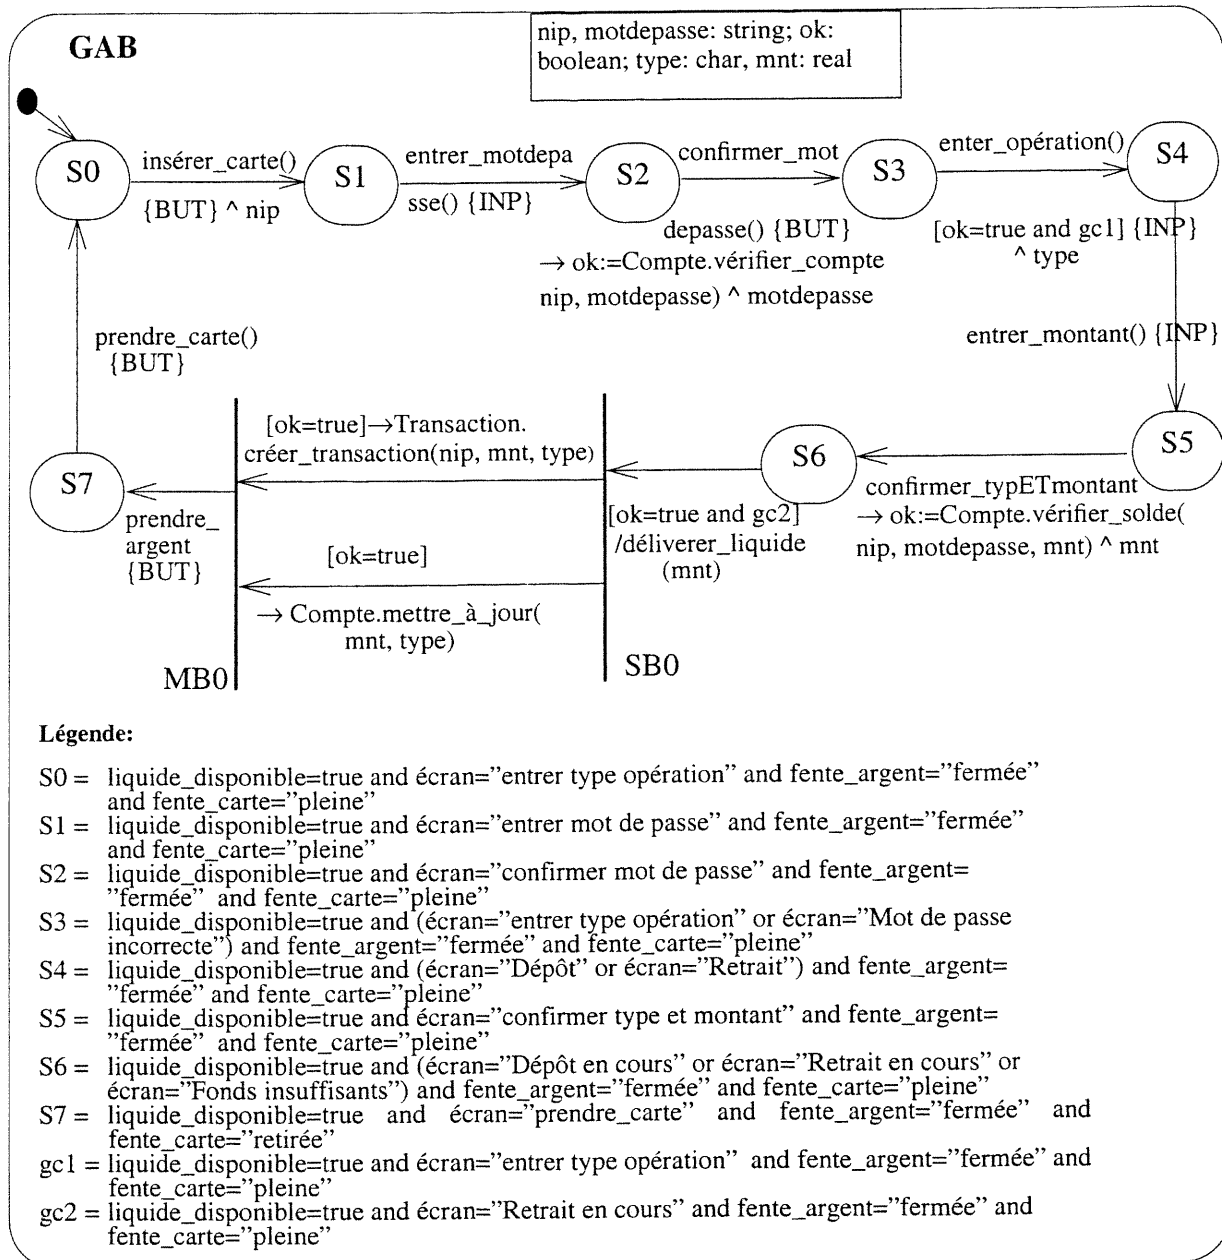 GAB
nip, motdepasse: string; ok:
boolean; type: char, mnt: real
S0
insérer_carte()
{BUT} ^ nip
S1
entrer_motdepa
sse() {INP}
S2
confirmer_mot
depasse() {BUT}
→ ok:=Compte.vérifier_compte
nip, motdepasse) ^ motdepasse
S3
enter_opération()
[ok=true and gc1] {INP}
^ type
S4
entrer_montant() {INP}
S5
confirmer_typETmontant
→ ok:=Compte.vérifier_solde(
nip, motdepasse, mnt) ^ mnt
S6
[ok=true and gc2]
/déliverer_liquide
(mnt)
SB0
[ok=true]→Transaction.
créer_transaction(nip, mnt, type)
[ok=true]
→ Compte.mettre_à_jour(
mnt, type)
MB0
prendre_
argent
{BUT}
S7
prendre_carte()
{BUT}
Légende:
S0 = liquide_disponible=true and écran=”entrer type opération” and fente_argent=”fermée”
and fente_carte=”pleine”
S1 = liquide_disponible=true and écran=”entrer mot de passe” and fente_argent=”fermée”
and fente_carte=”pleine”
S2 = liquide_disponible=true and écran=”confirmer mot de passe” and fente_argent=
”fermée” and fente_carte=”pleine”
S3 = liquide_disponible=true and (écran=”entrer type opération” or écran=”Mot de passe
incorrecte”) and fente_argent=”fermée” and fente_carte=”pleine”
S4 = liquide_disponible=true and (écran=”Dépôt” or écran=”Retrait”) and fente_argent=
”fermée” and fente_carte=”pleine”
S5 = liquide_disponible=true and écran=”confirmer type et montant” and fente_argent=
”fermée” and fente_carte=”pleine”
S6 = liquide_disponible=true and (écran=”Dépôt en cours” or écran=”Retrait en cours” or
écran=”Fonds insuffisants”) and fente_argent=”fermée” and fente_carte=”pleine”
S7 = liquide_disponible=true and écran=”prendre_carte” and fente_argent=”fermée” and
fente_carte=”retirée”
gc1 = liquide_disponible=true and écran=”entrer type opération” and fente_argent=”fermée” and
fente_carte=”pleine”
gc2 = liquide_disponible=true and écran=”Retrait en cours” and fente_argent=”fermée” and
fente_carte=”pleine”